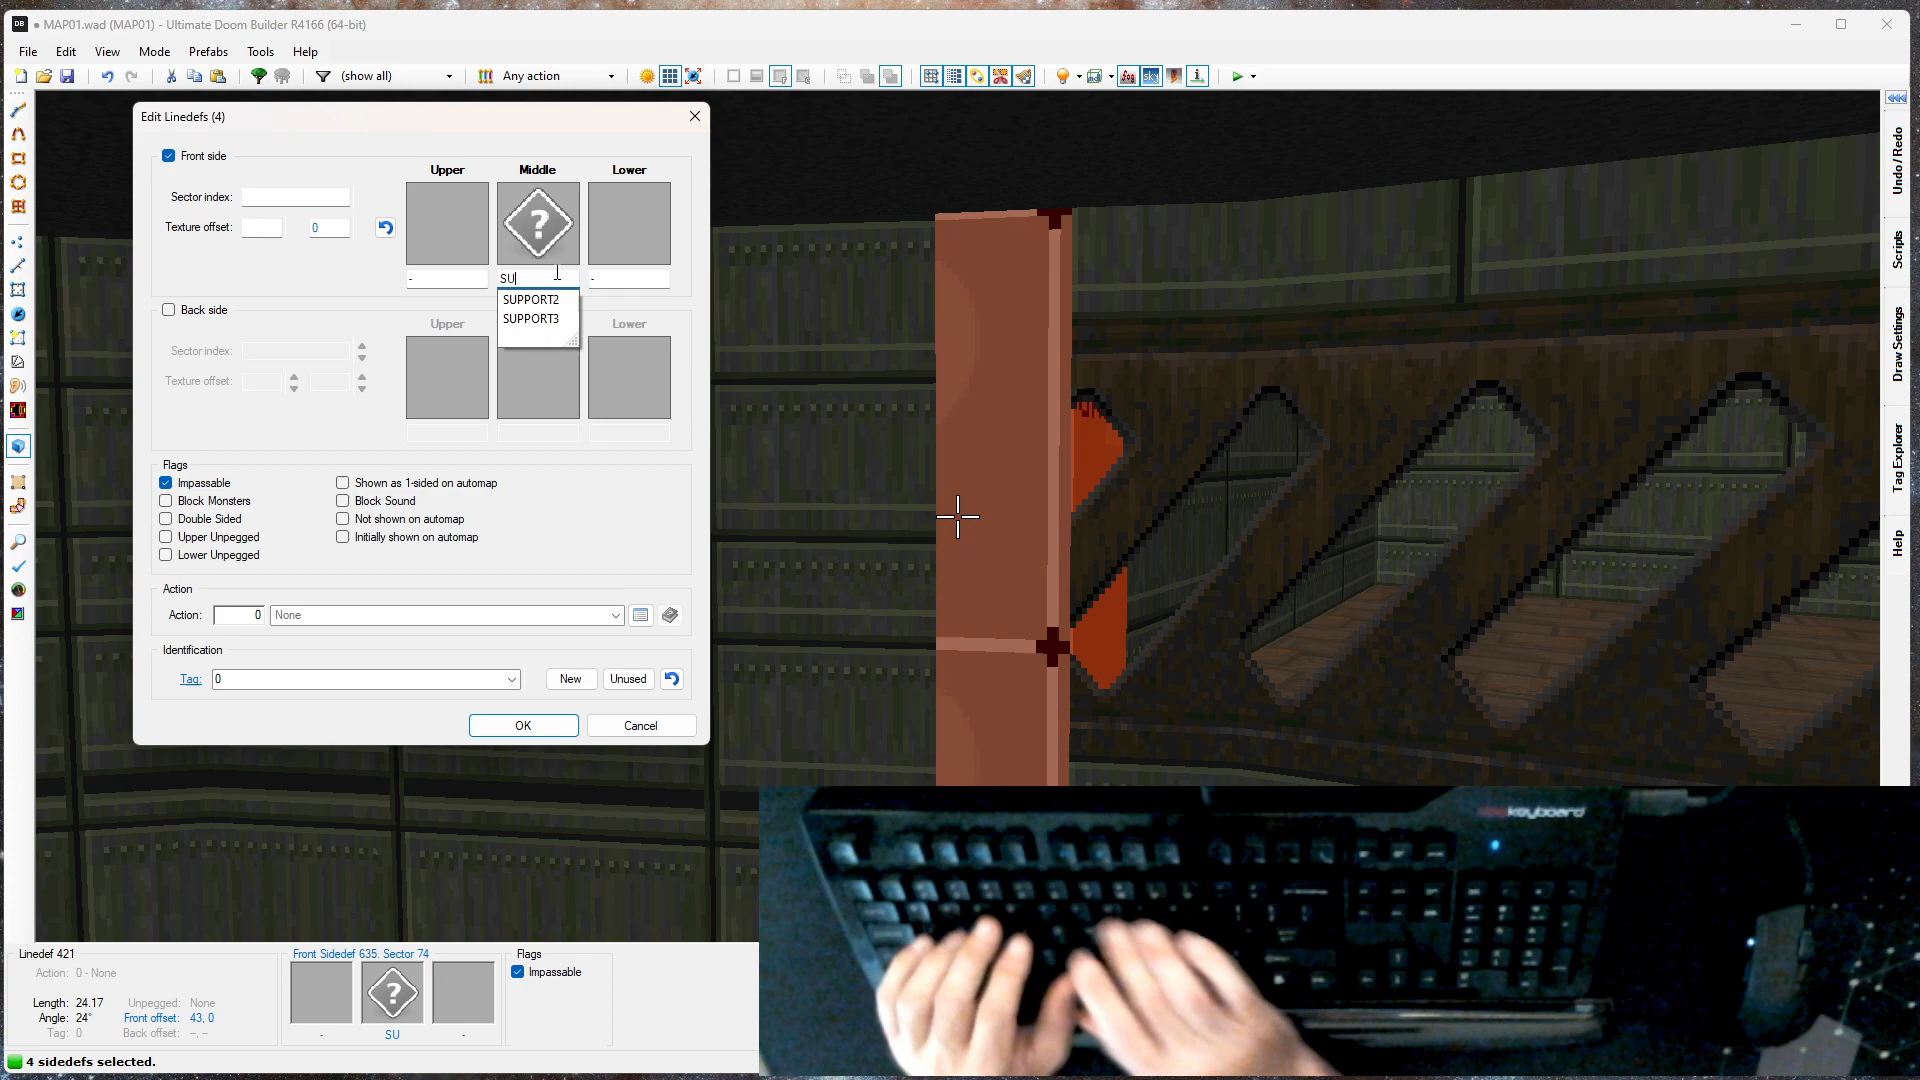 DB
• MAP01.wad (MAP01) - Ultimate Doom Builder R4166 (64-bit)
File Edit View Mode Prefabs Tools Help
(show all) Any action
Edit Linedefs (4)
Front side
Upper Middle Lower
Sector index:
Texture offset: 0
- SU -
SUPPORT2
SUPPORT3
Back side
Upper Lower
Sector index:
Texture offset:
Flags
Impassable Shown as 1-sided on automap
Block Monsters Block Sound
Double Sided Not shown on automap
Upper Unpegged Initially shown on automap
Lower Unpegged
Action
Action: 0 None
Identification
Tag: 0 New Unused
OK Cancel
Undo / Redo
Scripts
Draw Settings
Tag Explorer
Help
keyboard
Linedef 421
Action: 0 - None
Length: 24.17 Unpegged: None
Angle: 24° Front offset: 43, 0
Tag: 0 Back offset: --, --
Front Sidedef 635. Sector 74
- SU -
Flags
Impassable
4 sidedefs selected.